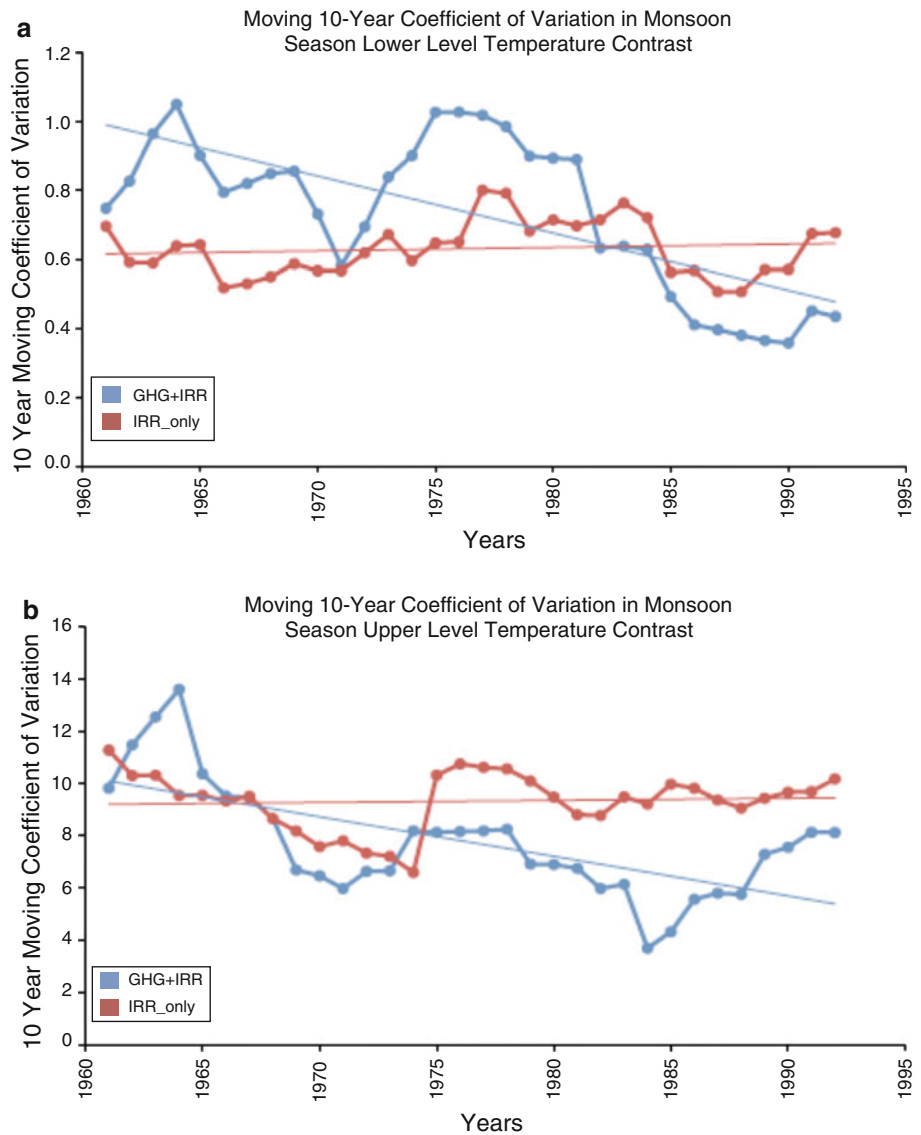 a
Moving 10-Year Coefficient of Variation in Monsoon
Season Lower Level Temperature Contrast
10 Year Moving Coefficient of Variation
1.2
1.0
0.8
0.6
0.4
0.2
0.0
GHG+IRR
IRR_only
1960
1965
1970
1975
1980
1985
1990
1995
Years
b
Moving 10-Year Coefficient of Variation in Monsoon
Season Upper Level Temperature Contrast
10 Year Moving Coefficient of Variation
16
14
12
10
8
6
4
2
0
GHG+IRR
IRR_only
1960
1965
1970
1975
1980
1985
1990
1995
Years